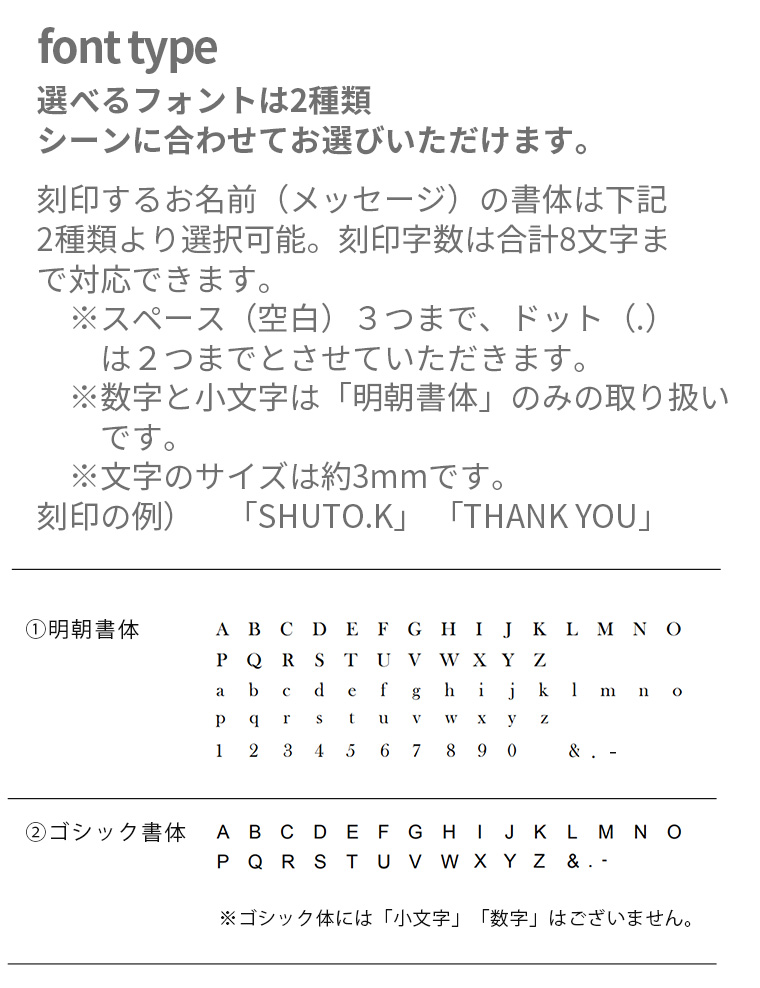 font type
選べるフォントは2種類
シーンに合わせてお選びいただけます。
刻印するお名前（メッセージ）の書体は下記
2種類より選択可能。刻印字数は合計8文字ま
で対応できます。
※スペース（空白）３つまで、ドット（.）
は２つまでとさせていただきます。
※数字と小文字は「明朝書体」のみの取り扱い
です。
※文字のサイズは約3mmです。
刻印の例）　「SHUTO.K」「THANK YOU」
①明朝書体 A B C D E F G H I J K L M N O
P Q R S T U V W X Y Z
a b c d e f g h i j k l m n o
p q r s t u v w x y z
1 2 3 4 5 6 7 8 9 0 & . -
②ゴシック書体 A B C D E F G H I J K L M N O
P Q R S T U V W X Y Z & . -
※ゴシック体には「小文字」「数字」はございません。